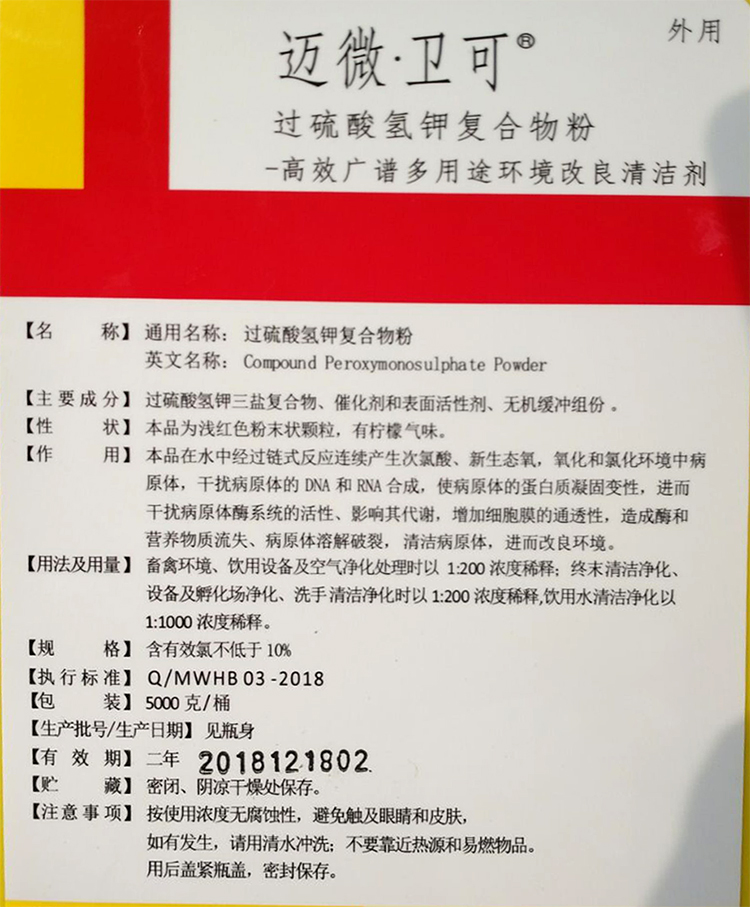 外用
迈微·卫可®
过硫酸氢钾复合物粉
-高效广谱多用途环境改良清洁剂
【名 称】通用名称：过硫酸氢钾复合物粉
英文名称：Compound Peroxymonosulphate Powder
【主要成分】过硫酸氢钾三盐复合物、催化剂和表面活性剂、无机缓冲组份。
【性 状】本品为浅红色粉末状颗粒，有柠檬气味。
【作 用】本品在水中经过链式反应连续产生次氯酸、新生态氧，氧化和氯化环境中病
原体，干扰病原体的DNA和RNA合成，使病原体的蛋白质凝固变性，进而
干扰病原体酶系统的活性、影响其代谢，增加细胞膜的通透性，造成酶和
营养物质流失、病原体溶解破裂，清洁病原体，进而改良环境。
【用法及用量】畜禽环境、饮用设备及空气净化处理时以 1:200 浓度稀释；终末清洁净化、
设备及孵化场净化、洗手清洁净化时以1:200 浓度稀释,饮用水清洁净化以
1:1000 浓度稀释。
【规 格】含有效氯不低于10%
【执行标准】Q/MWHB 03-2018
【包 装】5000克/桶
【生产批号/生产日期】见瓶身
【有 效 期】二年 2018121802
【贮 藏】密闭、阴凉干燥处保存。
【注意事项】按使用浓度无腐蚀性，避免触及眼睛和皮肤，
如有发生，请用清水冲洗；不要靠近热源和易燃物品。
用后盖紧瓶盖，密封保存。